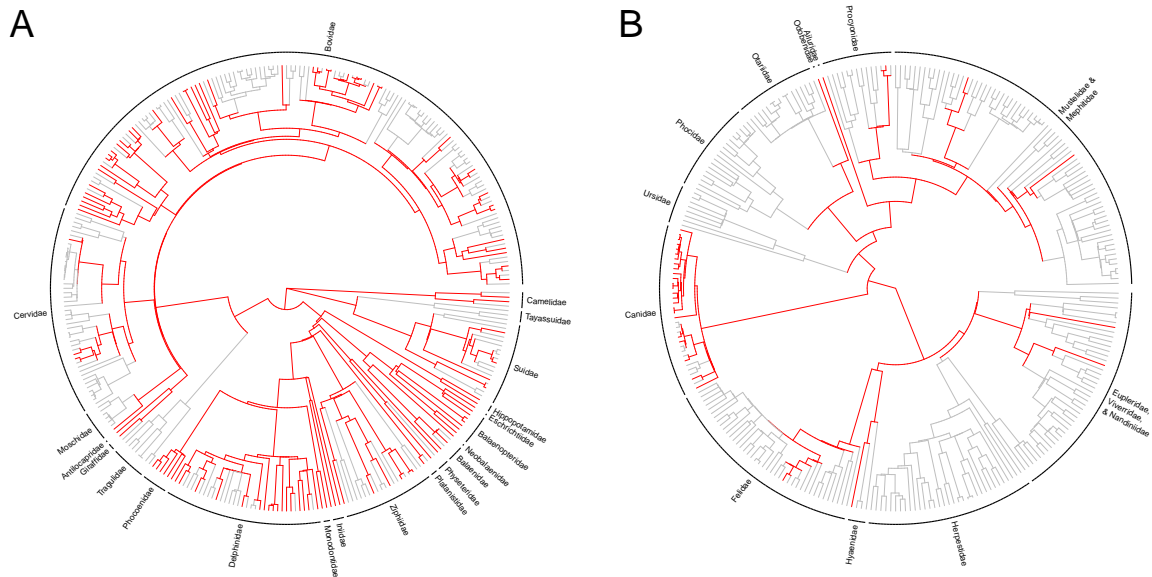 A
Bovidae
Cervidae
Moschidae
Antilocapridae
Giraffidae
Tragulidae
Phocoenidae
Delphinidae
Monodontidae
Iniidae
Ziphiidae
Platanistidae
Physeteridae
Balaenidae
Neobalaenidae
Balaenopteridae
Eschrichtiidae
Hippopotamidae
Suidae
Tayassuidae
Camelidae
B
Procyonidae
Ailuridae
Odobenidae
Otariidae
Phocidae
Ursidae
Canidae
Felidae
Hyaenidae
Herpestidae
Eupleridae,
Viverridae,
& Nandiniidae
Mustelidae &
Mephitidae